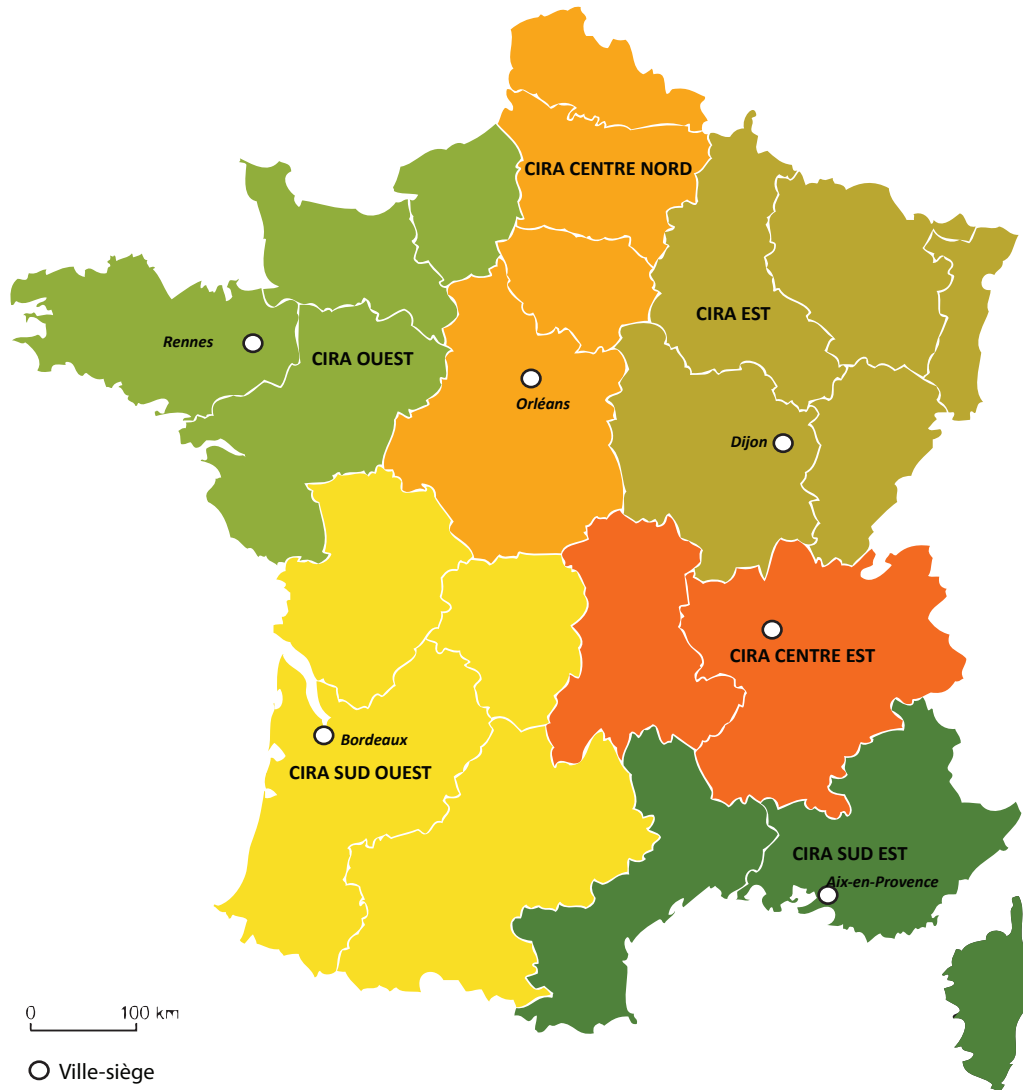 CIRA CENTRE NORD
CIRA EST
Rennes
CIRA OUEST
Orléans
Dijon
CIRA CENTRE EST
Bordeaux
CIRA SUD OUEST
CIRA SUD EST
Aix-en-Provence
0 100 km
Ville-siège